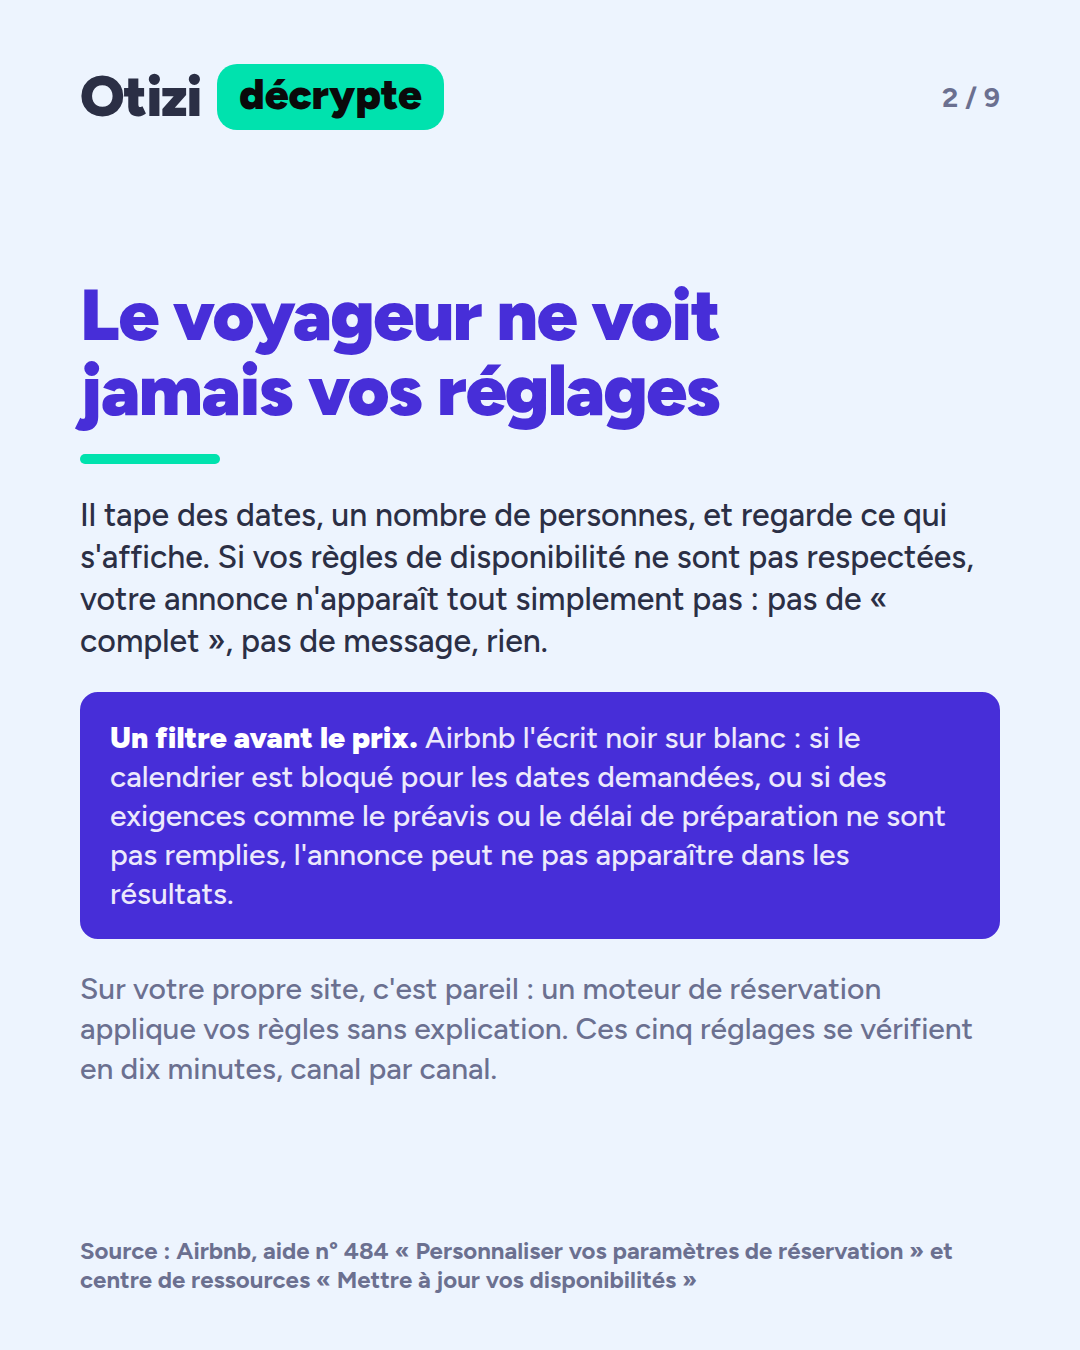 Otizi décrypte
2 / 9
Le voyageur ne voit
jamais vos réglages
Il tape des dates, un nombre de personnes, et regarde ce qui
s'affiche. Si vos règles de disponibilité ne sont pas respectées,
votre annonce n'apparaît tout simplement pas : pas de «
complet », pas de message, rien.
Un filtre avant le prix. Airbnb l'écrit noir sur blanc : si le
calendrier est bloqué pour les dates demandées, ou si des
exigences comme le préavis ou le délai de préparation ne sont
pas remplies, l'annonce peut ne pas apparaître dans les
résultats.
Sur votre propre site, c'est pareil : un moteur de réservation
applique vos règles sans explication. Ces cinq réglages se vérifient
en dix minutes, canal par canal.
Source : Airbnb, aide n° 484 « Personnaliser vos paramètres de réservation » et
centre de ressources « Mettre à jour vos disponibilités »